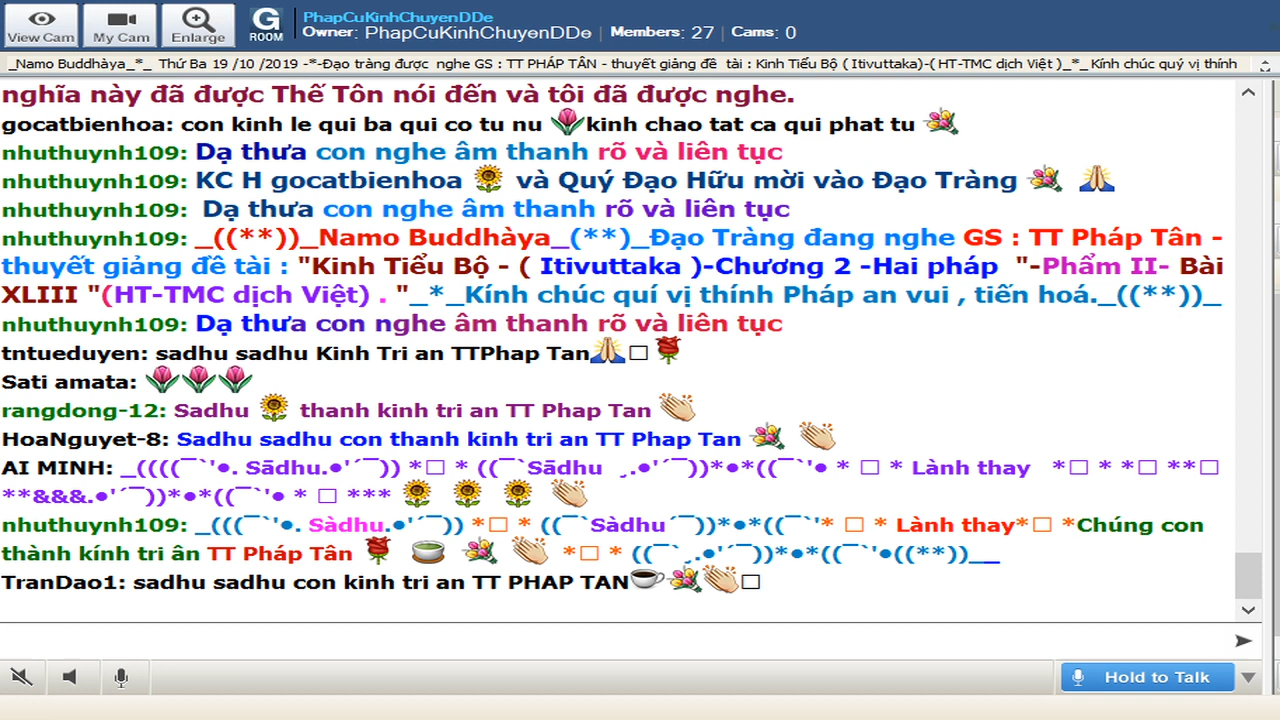 View Cam My Cam Enlarge G ROOM PhapCuKinhChuyenDDe
Owner: PhapCuKinhChuyenDDe | Members: 27 | Cams: 0
_Namo Buddhàya_*_ Thứ Ba 19 /10 /2019 -*-Đạo tràng được nghe GS : TT PHÁP TÂN - thuyết giảng đề tài : Kinh Tiểu Bộ ( Itivuttaka)-( HT-TMC dịch Việt )_*_ Kính chúc quý vị thính
nghĩa này đã được Thế Tôn nói đến và tôi đã được nghe.
gocatbienhoa: con kinh le qui ba qui co tu nu 🌷kinh chao tat ca qui phat tu 💐
nhuthuynh109: Dạ thưa con nghe âm thanh rõ và liên tục
nhuthuynh109: KC H gocatbienhoa 🌻 và Quý Đạo Hữu mời vào Đạo Tràng 💐 🙏
nhuthuynh109: Dạ thưa con nghe âm thanh rõ và liên tục
nhuthuynh109: _((**))_Namo Buddhàya_(**)_Đạo Tràng đang nghe GS : TT Pháp Tân -
thuyết giảng đề tài : "Kinh Tiểu Bộ - ( Itivuttaka )-Chương 2 -Hai pháp "-Phẩm II- Bài
XLIII "(HT-TMC dịch Việt) . "_*_Kính chúc quí vị thính Pháp an vui , tiến hoá._((**))_
nhuthuynh109: Dạ thưa con nghe âm thanh rõ và liên tục
tntueduyen: sadhu sadhu Kinh Tri an TTPhap Tan🙏□🌹
Sati amata: 🌷🌷🌷
rangdong-12: Sadhu 🌻 thanh kinh tri an TT Phap Tan 👏
HoaNguyet-8: Sadhu sadhu con thanh kinh tri an TT Phap Tan 💐 👏
AI MINH: _((((¯`'●. Sādhu.●'´¯)) *□ * ((¯`Sādhu ¸.●'´¯))*●*((¯`'● * □ * Lành thay *□ * *□ **□
**&&&.●'´¯))*●*((¯`'● * □ *** 🌻 🌻 🌻 👏
nhuthuynh109: _(((¯`'●. Sàdhu.●'´¯)) *□ * ((¯`Sàdhu´¯))*●*((¯`'* □ * Lành thay*□ *Chúng con
thành kính tri ân TT Pháp Tân 🌹 🍵 💐 👏 *□ * ((¯`¸.●'´¯))*●*((¯`'●((**))__
TranDao1: sadhu sadhu con kinh tri an TT PHAP TAN☕💐👏□
Hold to Talk